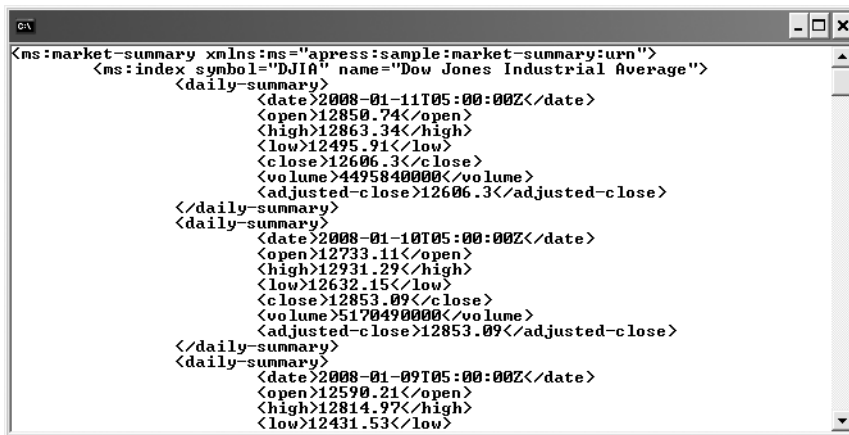 C:\
<ms:market-summary xmlns:ms="apress:sample:market-summary:urn">
<ms:index symbol="DJIA" name="Dow Jones Industrial Average">
<daily-summary>
<date>2008-01-11T05:00:00Z</date>
<open>12850.74</open>
<high>12863.34</high>
<low>12495.91</low>
<close>12606.3</close>
<volume>4495840000</volume>
<adjusted-close>12606.3</adjusted-close>
</daily-summary>
<daily-summary>
<date>2008-01-10T05:00:00Z</date>
<open>12733.11</open>
<high>12931.29</high>
<low>12632.15</low>
<close>12853.09</close>
<volume>5170490000</volume>
<adjusted-close>12853.09</adjusted-close>
</daily-summary>
<daily-summary>
<date>2008-01-09T05:00:00Z</date>
<open>12590.21</open>
<high>12814.97</high>
<low>12431.53</low>